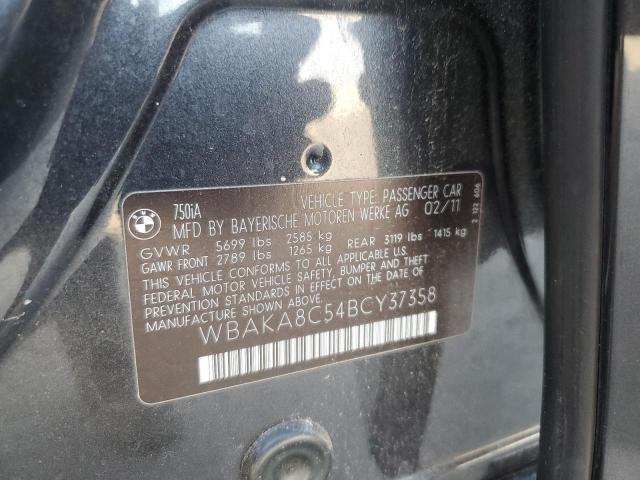 BMW
750iA VEHICLE TYPE: PASSENGER CAR
MFD BY BAYERISCHE MOTOREN WERKE AG 02/11
GVWR 5699 lbs 2585 kg
GAWR FRONT 2789 lbs 1265 kg REAR 3119 lbs 1415 kg
THIS VEHICLE CONFORMS TO ALL APPLICABLE
FEDERAL MOTOR VEHICLE SAFETY, BUMPER AND THEFT
PREVENTION STANDARDS IN EFFECT ON THE DATE OF
MANUFACTURE SHOWN ABOVE.
WBAKA8C54BCY37358